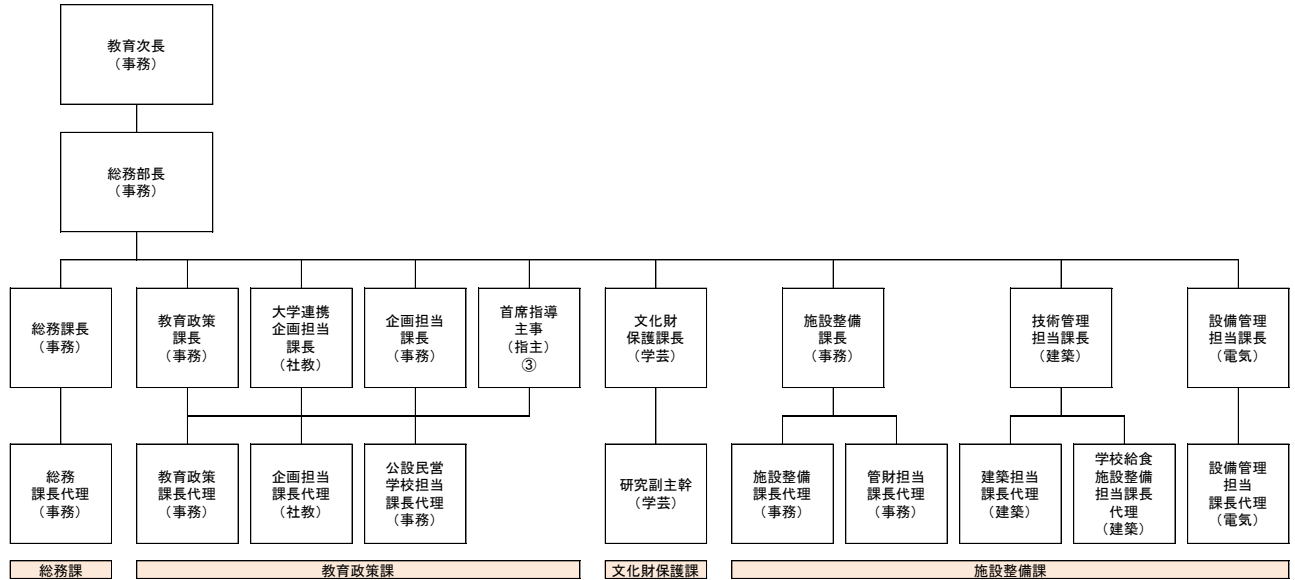 教育次長
（事務）
総務部長
（事務）
総務課長
（事務）
教育政策
課長
（事務）
大学連携
企画担当
課長
（社教）
企画担当
課長
（事務）
首席指導
主事
（指主）
③
文化財
保護課長
（学芸）
施設整備
課長
（事務）
技術管理
担当課長
（建築）
設備管理
担当課長
（電気）
総務
課長代理
（事務）
教育政策
課長代理
（事務）
企画担当
課長代理
（社教）
公設民営
学校担当
課長代理
（事務）
研究副主幹
（学芸）
施設整備
課長代理
（事務）
管財担当
課長代理
（事務）
建築担当
課長代理
（建築）
学校給食
施設整備
担当課長
代理
（建築）
設備管理
担当
課長代理
（電気）
総務課
教育政策課
文化財保護課
施設整備課